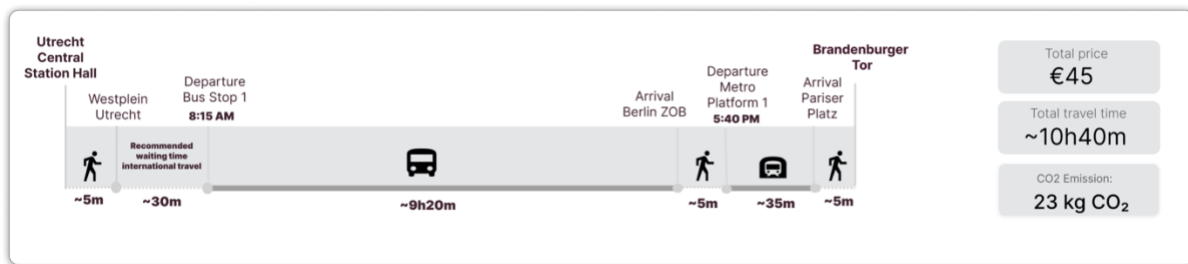 Utrecht
Central
Station Hall
Westplein
Utrecht
Departure
Bus Stop 1
8:15 AM
Arrival
Berlin ZOB
Departure
Metro
Platform 1
5:40 PM
Arrival
Pariser
Platz
Brandenburger
Tor
Recommended
waiting time
international travel
~5m
~30m
~9h20m
~5m
~35m
~5m
Total price
€45
Total travel time
~10h40m
CO2 Emission:
23 kg CO₂